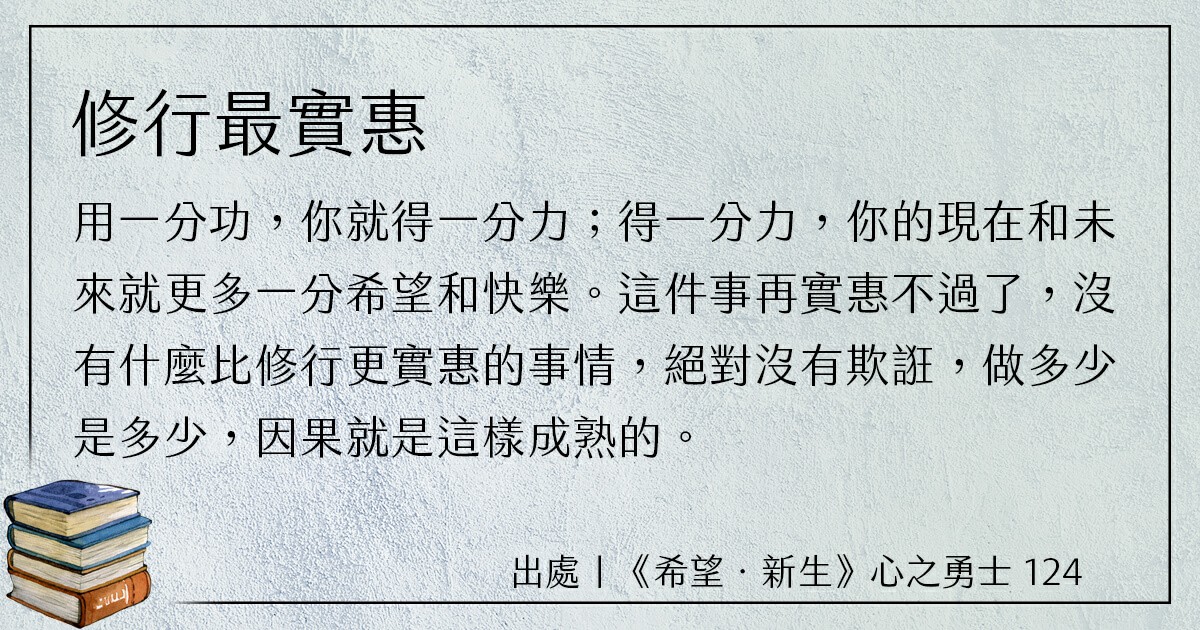 修行最實惠
用一分功，你就得一分力；得一分力，你的現在和未
來就更多一分希望和快樂。這件事再實惠不過了，沒
有什麼比修行更實惠的事情，絕對沒有欺誑，做多少
是多少，因果就是這樣成熟的。
出處｜《希望．新生》心之勇士 124